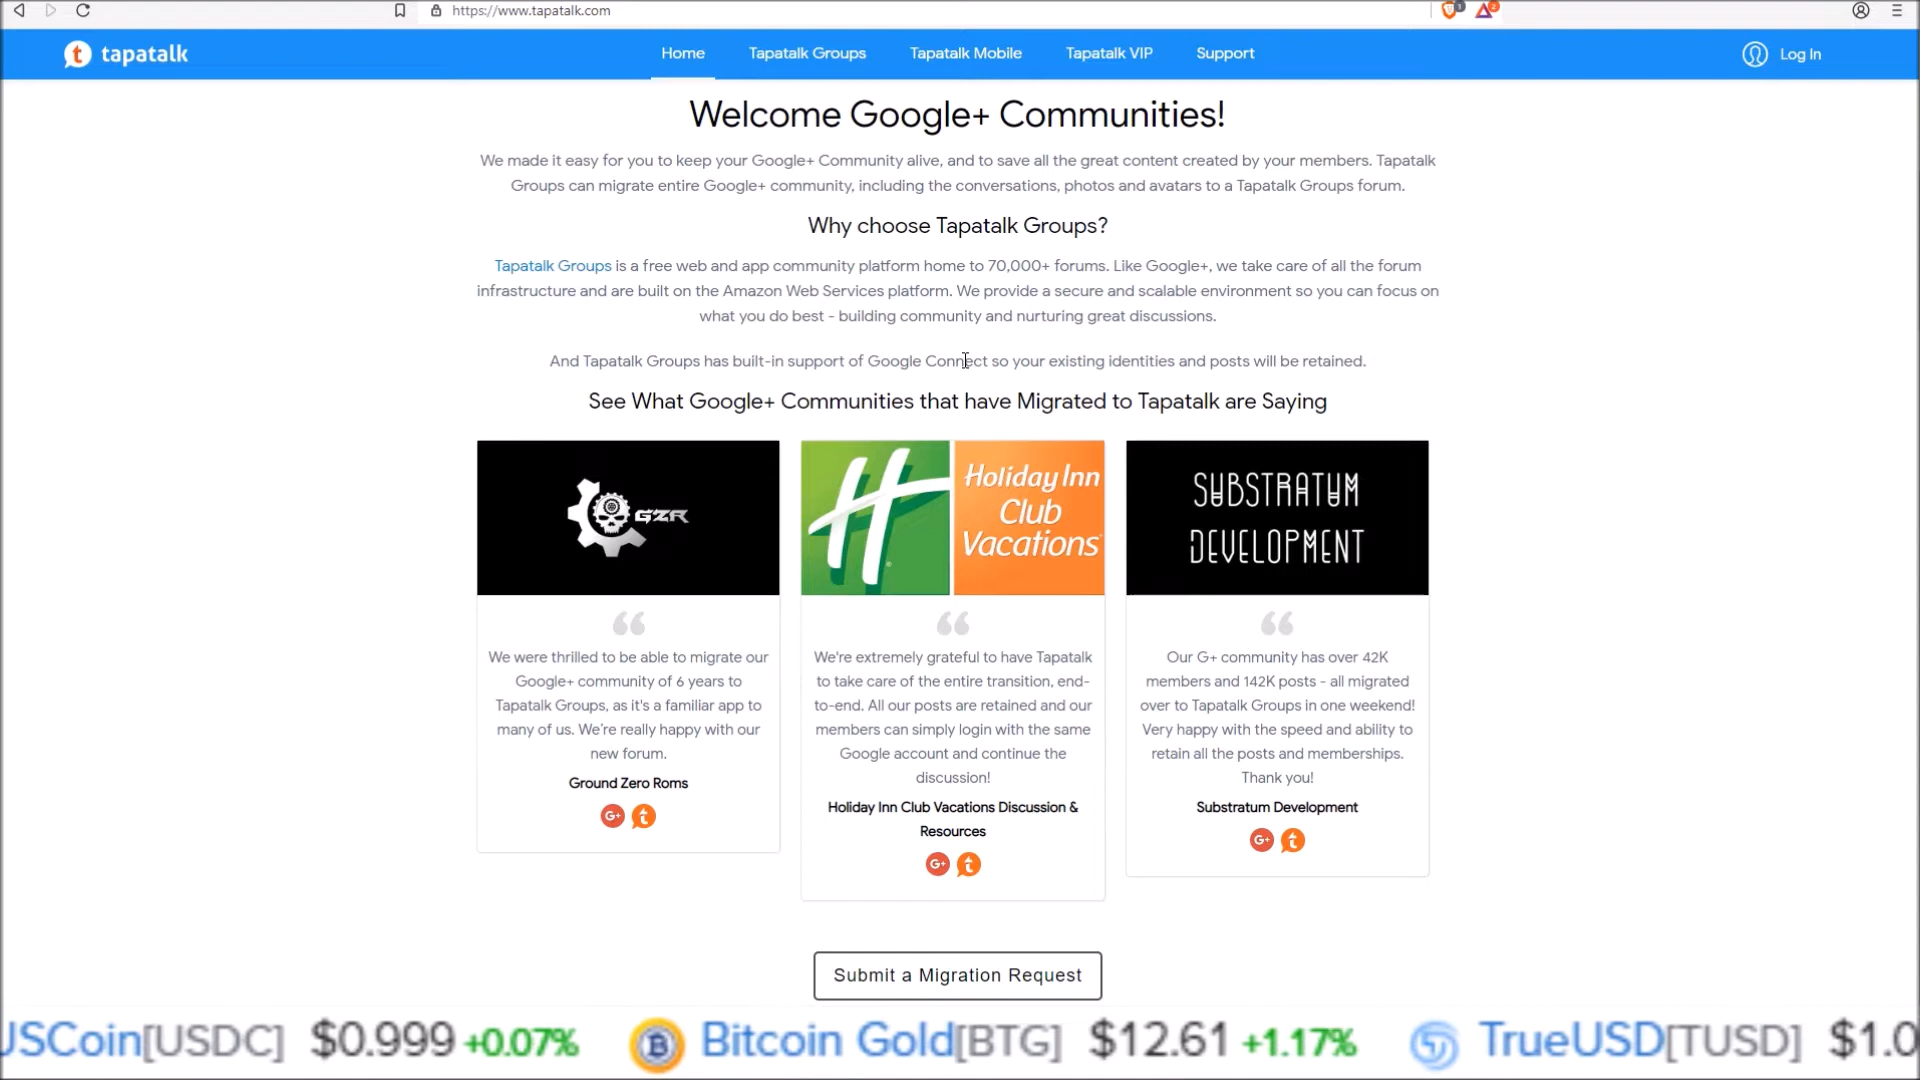 https://www.tapatalk.com
1
2
t tapatalk
Home
Tapatalk Groups
Tapatalk Mobile
Tapatalk VIP
Support
Log In
Welcome Google+ Communities!
We made it easy for you to keep your Google+ Community alive, and to save all the great content created by your members. Tapatalk
Groups can migrate entire Google+ community, including the conversations, photos and avatars to a Tapatalk Groups forum.
Why choose Tapatalk Groups?
Tapatalk Groups is a free web and app community platform home to 70,000+ forums. Like Google+, we take care of all the forum
infrastructure and are built on the Amazon Web Services platform. We provide a secure and scalable environment so you can focus on
what you do best - building community and nurturing great discussions.
And Tapatalk Groups has built-in support of Google Connect so your existing identities and posts will be retained.
See What Google+ Communities that have Migrated to Tapatalk are Saying
GZR
“
We were thrilled to be able to migrate our
Google+ community of 6 years to
Tapatalk Groups, as it's a familiar app to
many of us. We're really happy with our
new forum.
Ground Zero Roms
G+ t
H
Holiday Inn
Club
Vacations
“
We're extremely grateful to have Tapatalk
to take care of the entire transition, end-
to-end. All our posts are retained and our
members can simply login with the same
Google account and continue the
discussion!
Holiday Inn Club Vacations Discussion &
Resources
G+ t
SUBSTRATUM
DEVELOPMENT
“
Our G+ community has over 42K
members and 142K posts - all migrated
over to Tapatalk Groups in one weekend!
Very happy with the speed and ability to
retain all the posts and memberships.
Thank you!
Substratum Development
G+ t
Submit a Migration Request
USCoin[USDC] $0.999 +0.07% Bitcoin Gold[BTG] $12.61 +1.17% TrueUSD[TUSD] $1.0